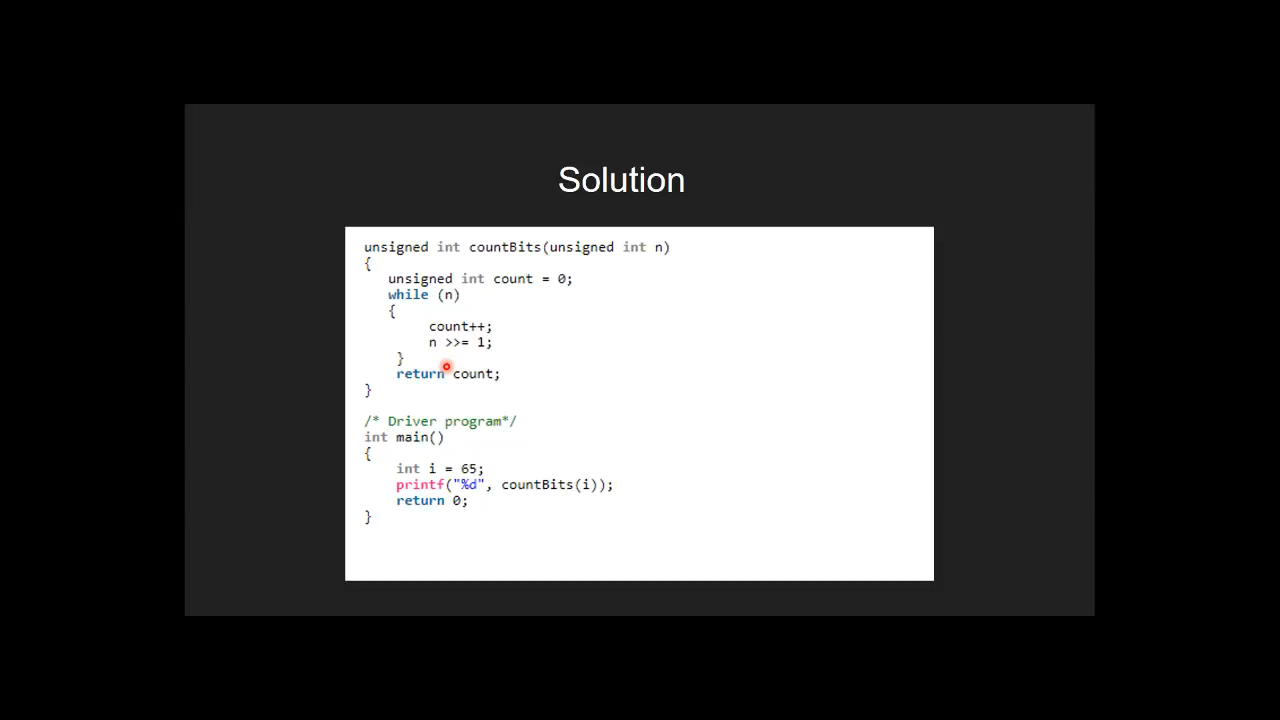 Solution
unsigned int countBits(unsigned int n)
{
unsigned int count = 0;
while (n)
{
count++;
n >>= 1;
}
return count;
}
/* Driver program*/
int main()
{
int i = 65;
printf("%d", countBits(i));
return 0;
}